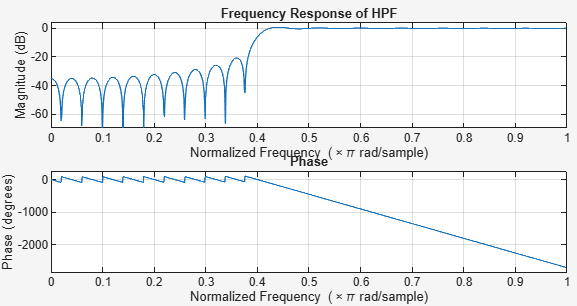 Frequency Response of HPF
Magnitude (dB)
0
-20
-40
-60
0 0.1 0.2 0.3 0.4 0.5 0.6 0.7 0.8 0.9 1
Normalized Frequency (×π rad/sample)
Phase
Phase (degrees)
0
-1000
-2000
0 0.1 0.2 0.3 0.4 0.5 0.6 0.7 0.8 0.9 1
Normalized Frequency (×π rad/sample)